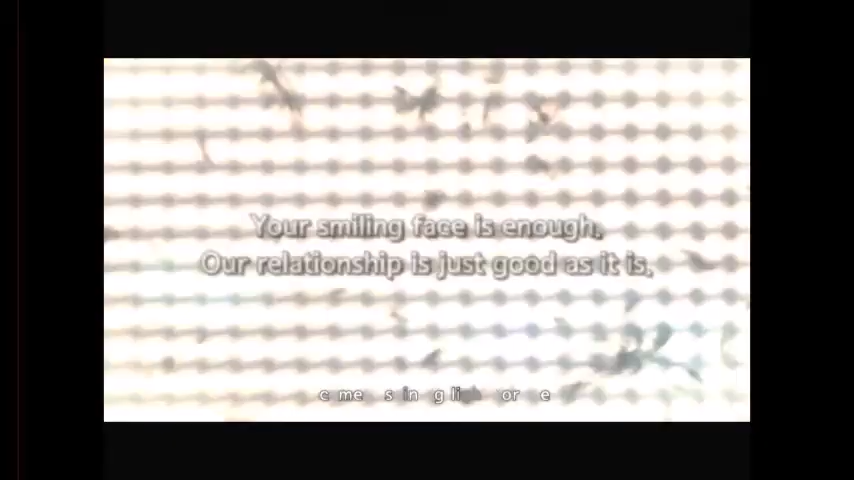 Your smiling face is enough.
Our relationship is just good as it is.